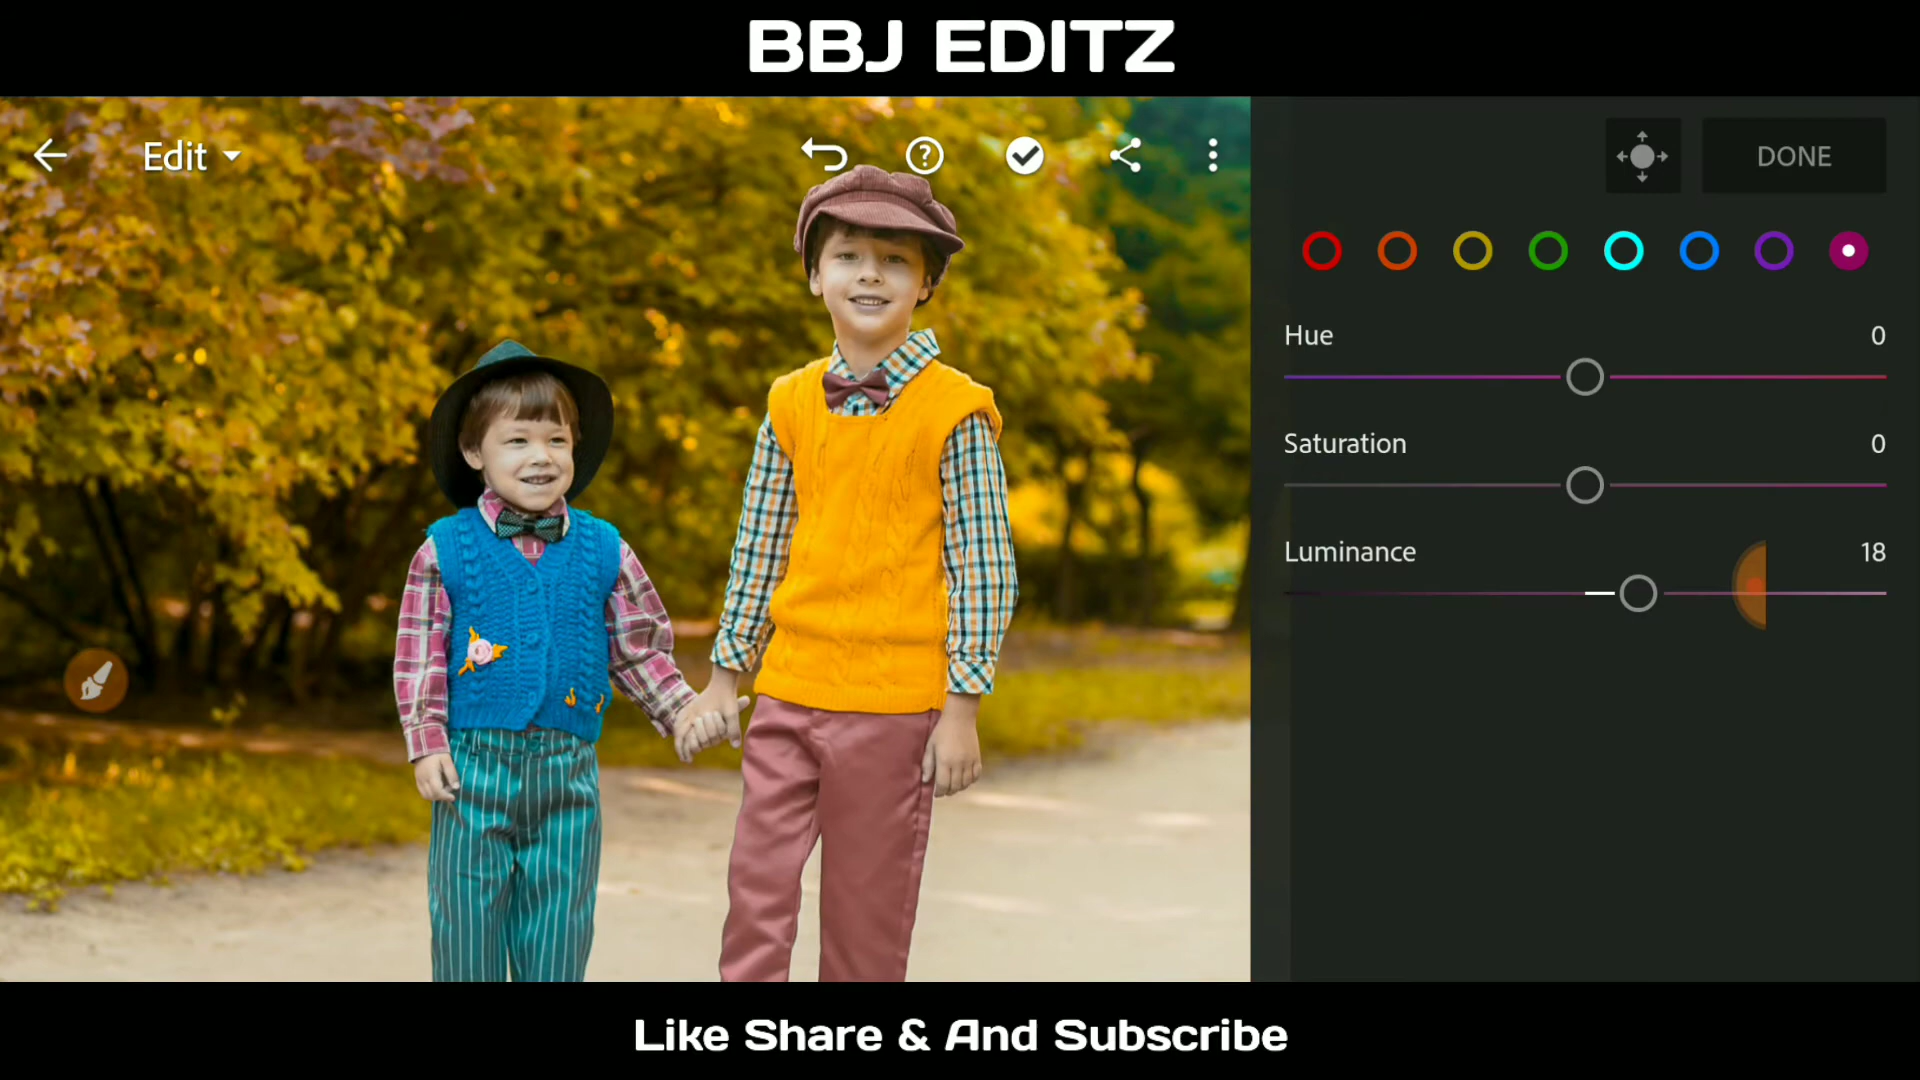 BBJ EDITZ
Edit
DONE
Hue 0
Saturation 0
Luminance 18
Like Share & And Subscribe